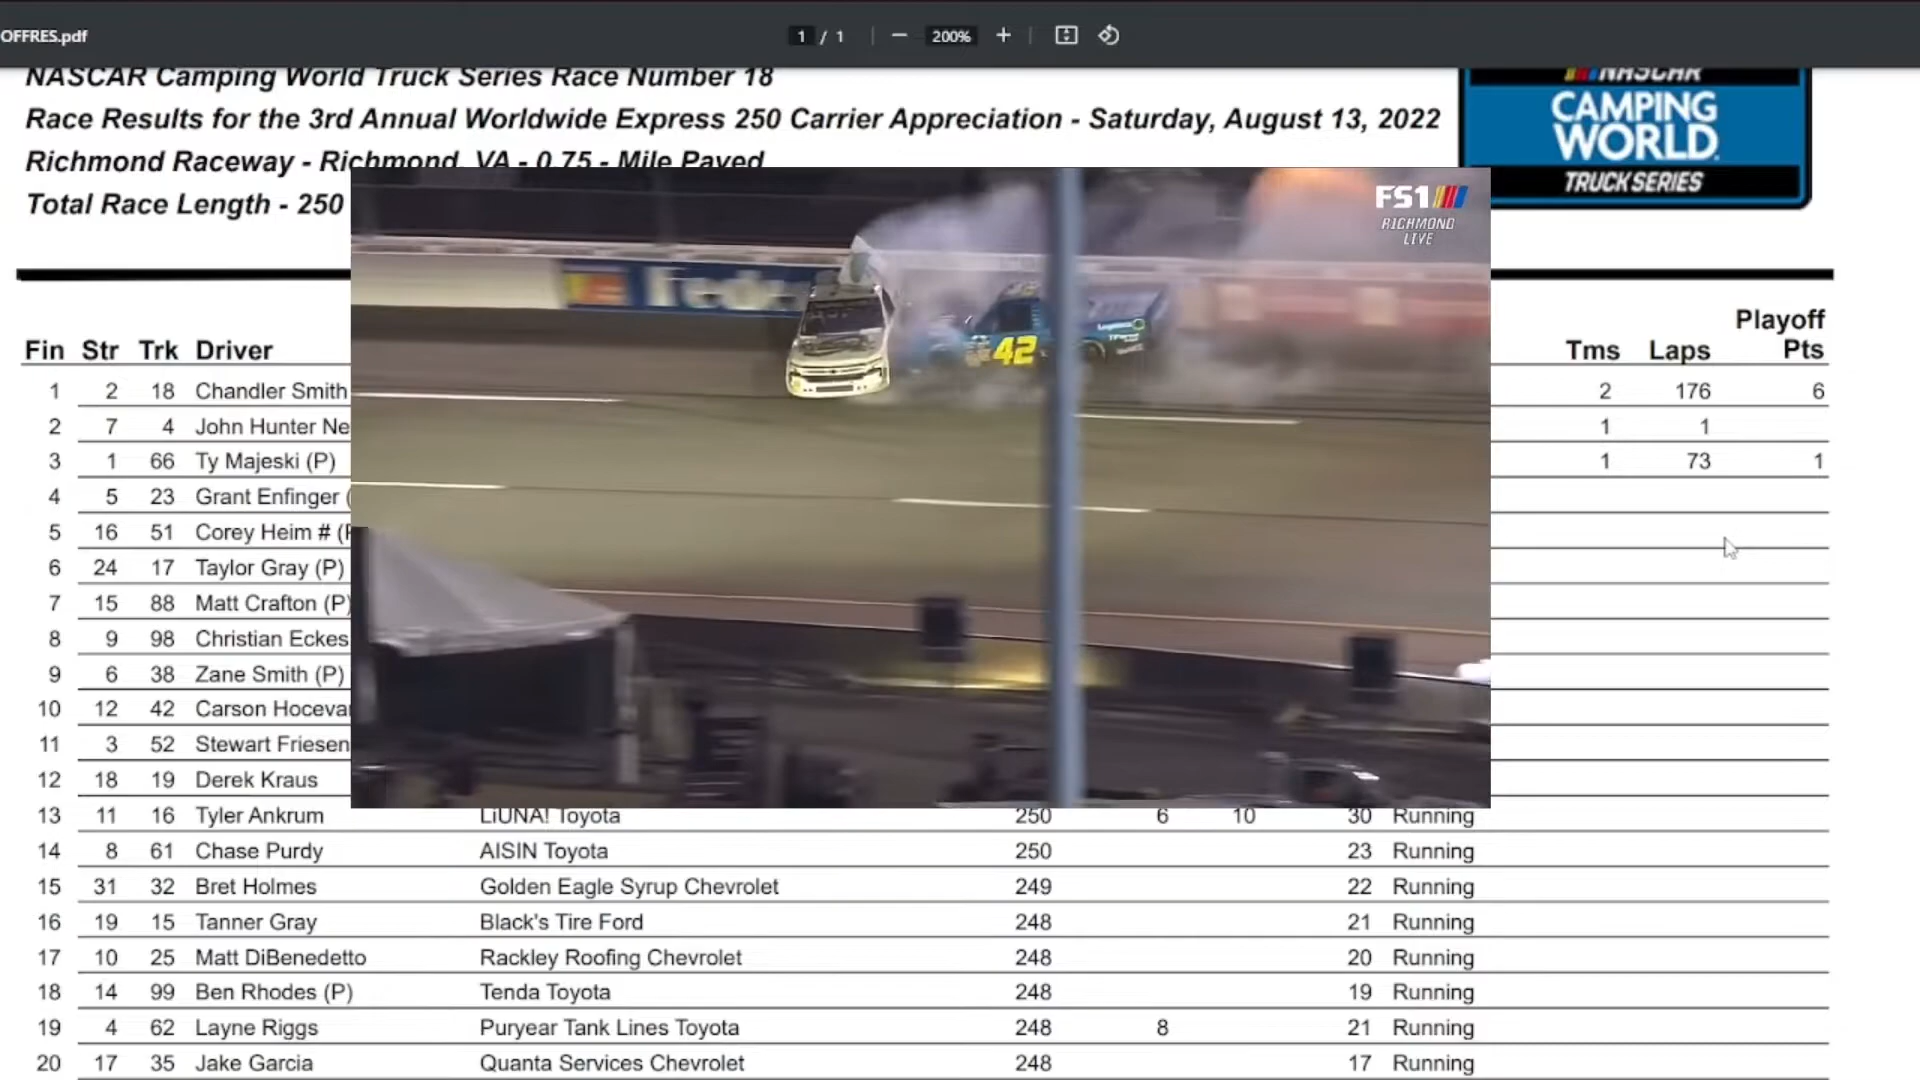 OFFRES.pdf
1 / 1
200%
NASCAR Camping World Truck Series Race Number 18
Race Results for the 3rd Annual Worldwide Express 250 Carrier Appreciation - Saturday, August 13, 2022
Richmond Raceway - Richmond, VA - 0.75 - Mile Paved
Total Race Length - 250
NASCAR
CAMPING
WORLD
TRUCK SERIES
FS1
RICHMOND
LIVE
Fede
42
Playoff
Fin Str Trk Driver Tms Laps Pts
1 2 18 Chandler Smith 2 176 6
2 7 4 John Hunter Ne 1 1
3 1 66 Ty Majeski (P) 1 73 1
4 5 23 Grant Enfinger (
5 16 51 Corey Heim # (
6 24 17 Taylor Gray (P)
7 15 88 Matt Crafton (P)
8 9 98 Christian Eckes
9 6 38 Zane Smith (P)
10 12 42 Carson Hoceva
11 3 52 Stewart Friesen
12 18 19 Derek Kraus
13 11 16 Tyler Ankrum LiUNA! Toyota 250 6 10 30 Running
14 8 61 Chase Purdy AISIN Toyota 250 23 Running
15 31 32 Bret Holmes Golden Eagle Syrup Chevrolet 249 22 Running
16 19 15 Tanner Gray Black's Tire Ford 248 21 Running
17 10 25 Matt DiBenedetto Rackley Roofing Chevrolet 248 20 Running
18 14 99 Ben Rhodes (P) Tenda Toyota 248 19 Running
19 4 62 Layne Riggs Puryear Tank Lines Toyota 248 8 21 Running
20 17 35 Jake Garcia Quanta Services Chevrolet 248 17 Running